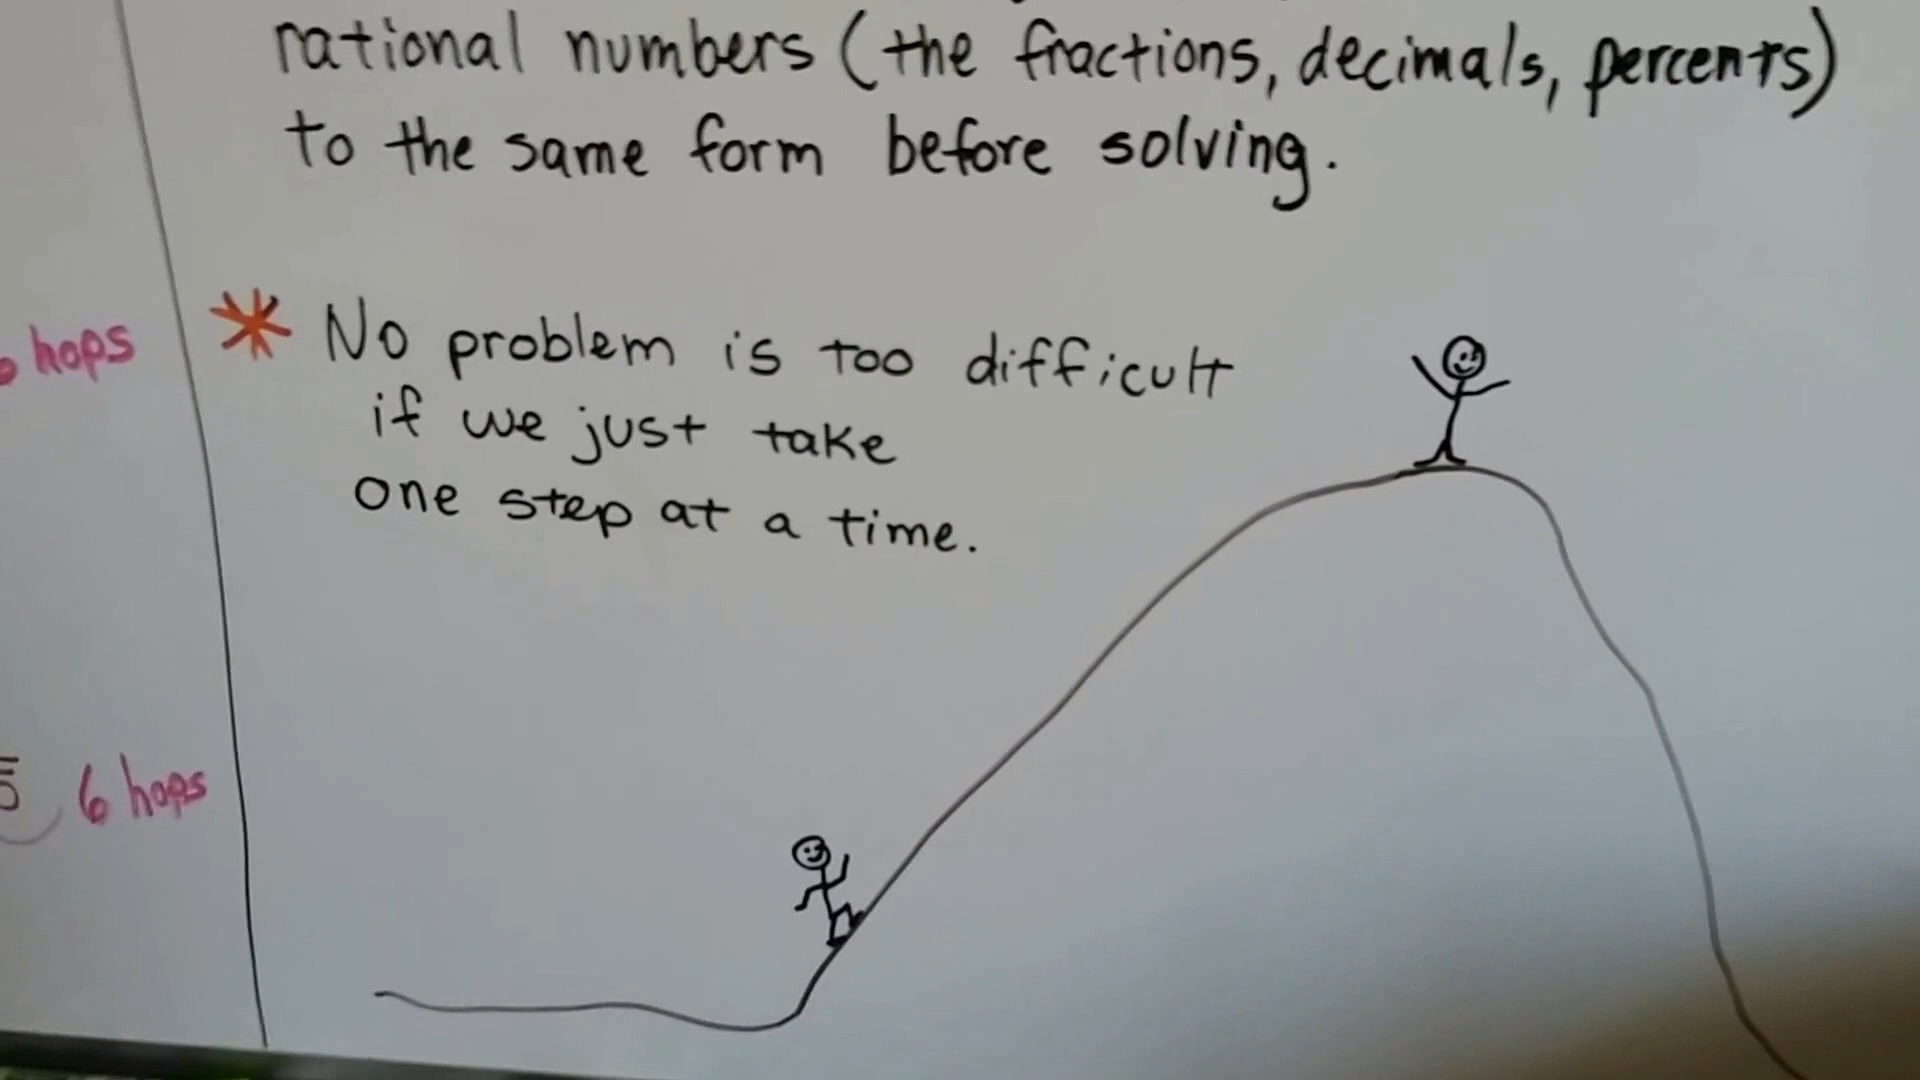 rational numbers (the fractions, decimals, percents)
to the same form before solving.
hops
* No problem is too difficult
if we just take
one step at a time.
5 6 hops